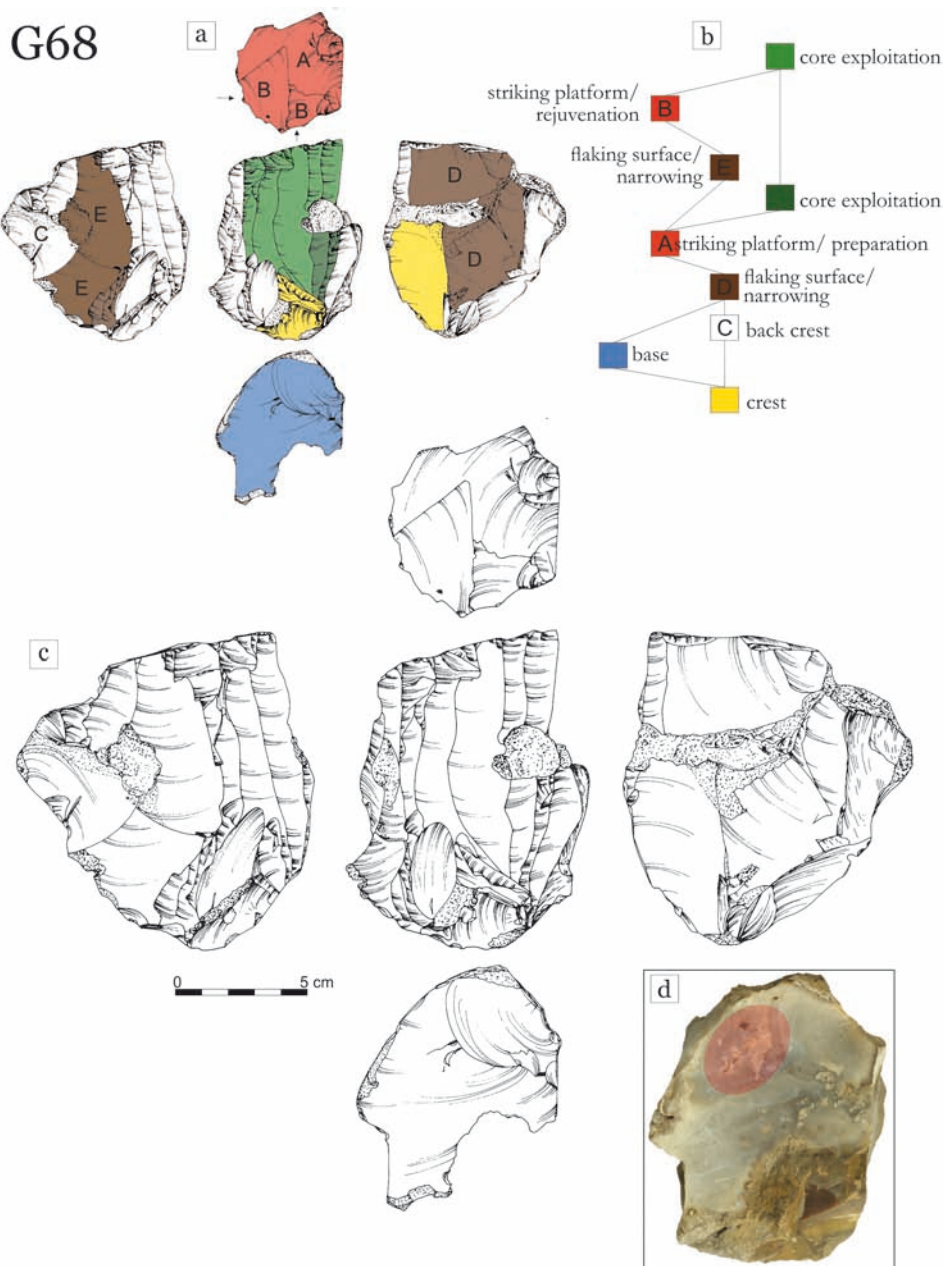 G68
a
A
B
B
E
C
E
D
D
b
core exploitation
striking platform/
rejuvenation
B
flaking surface/
narrowing
E
core exploitation
A
striking platform/ preparation
D
flaking surface/
narrowing
C
back crest
base
crest
c
0 5 cm
d